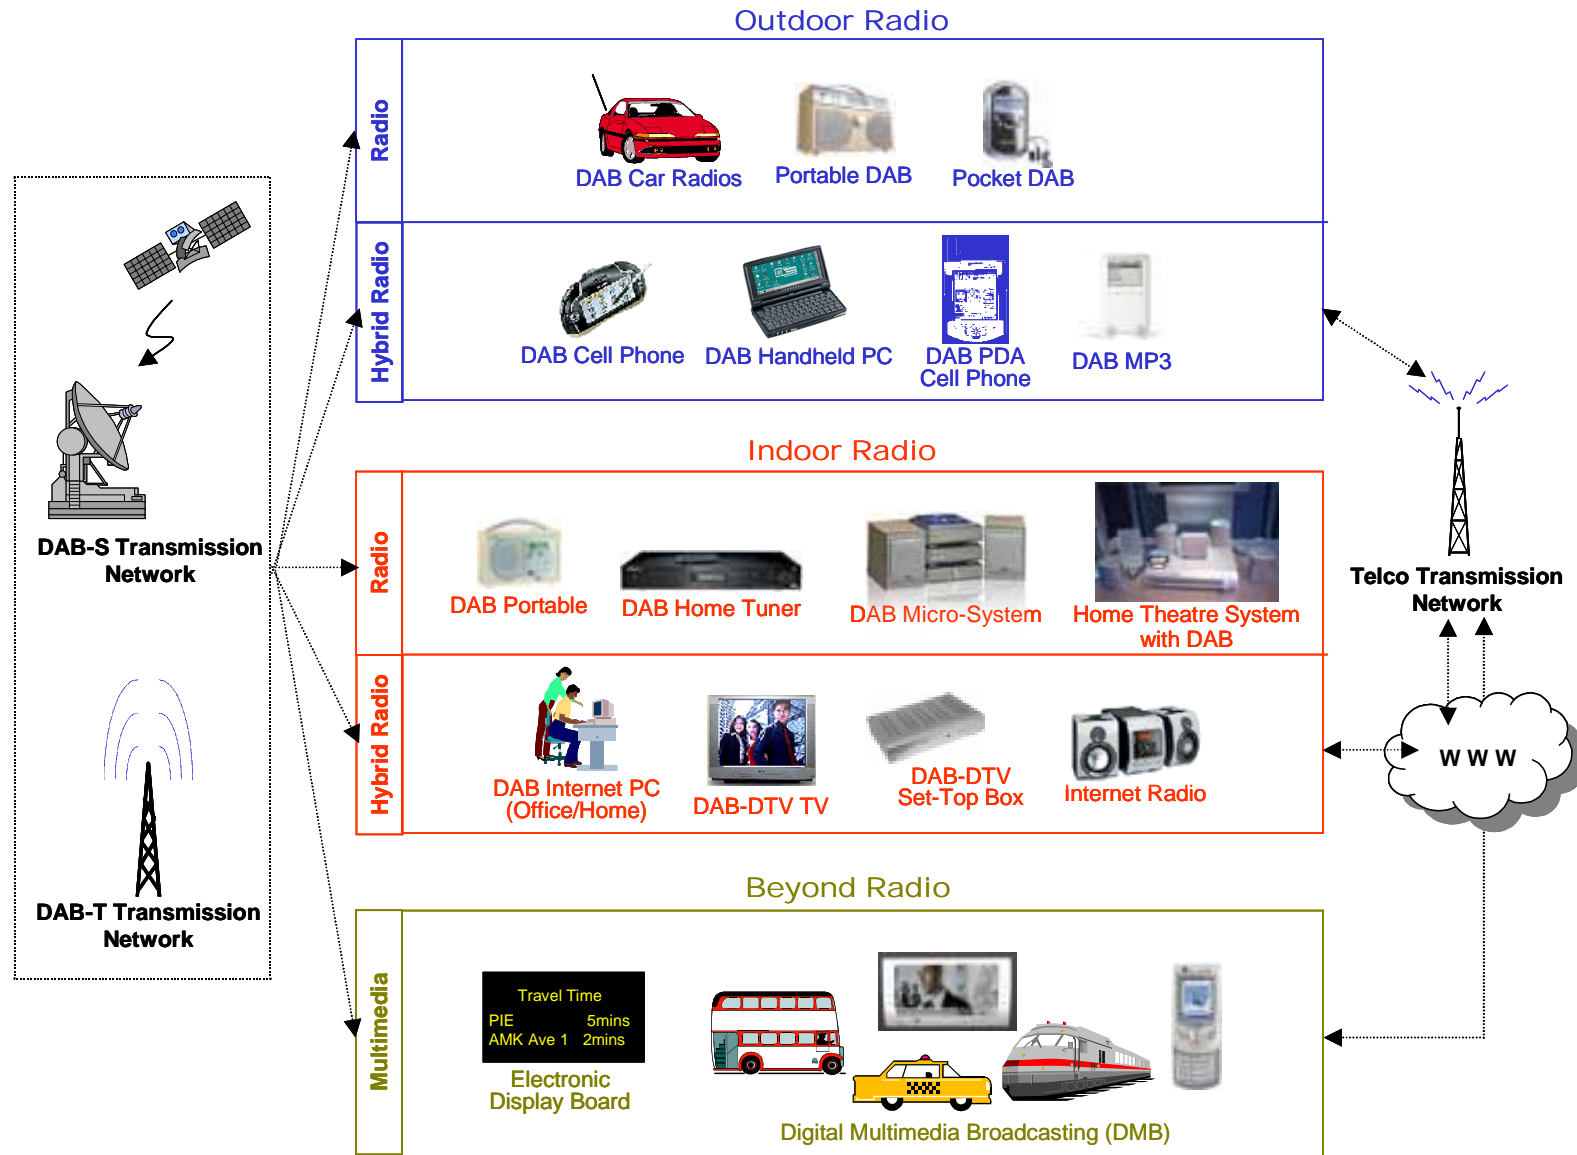 Outdoor Radio
Radio
DAB Car Radios
Portable DAB
Pocket DAB
Hybrid Radio
DAB Cell Phone
DAB Handheld PC
DAB PDA
Cell Phone
DAB MP3
DAB-S Transmission
Network
DAB-T Transmission
Network
Indoor Radio
Radio
DAB Portable
DAB Home Tuner
DAB Micro-System
Home Theatre System
with DAB
Hybrid Radio
DAB Internet PC
(Office/Home)
DAB-DTV TV
DAB-DTV
Set-Top Box
Internet Radio
Telco Transmission
Network
W W W
Beyond Radio
Multimedia
Travel Time
PIE 5mins
AMK Ave 1 2mins
Electronic
Display Board
Digital Multimedia Broadcasting (DMB)